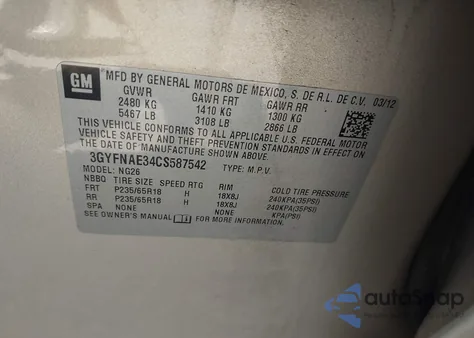 GM
MFD BY GENERAL MOTORS DE MEXICO, S. DE R.L. DE C.V. 03/12
GVWR GAWR FRT GAWR RR
2480 KG 1410 KG 1300 KG
5467 LB 3108 LB 2866 LB
THIS VEHICLE CONFORMS TO ALL APPLICABLE U.S. FEDERAL MOTOR
VEHICLE SAFETY AND THEFT PREVENTION STANDARDS IN EFFECT ON THE
DATE OF MANUFACTURE SHOWN ABOVE.
3GYFNAE34CS587542 TYPE: M.P.V.
MODEL: NG26
NBBO TIRE SIZE SPEED RTG RIM COLD TIRE PRESSURE
FRT P235/65R18 H 18X8J 240KPA(35PSI)
RR P235/65R18 H 18X8J 240KPA(35PSI)
SPA NONE NONE KPA(PSI)
SEE OWNER'S MANUAL
autoSnap